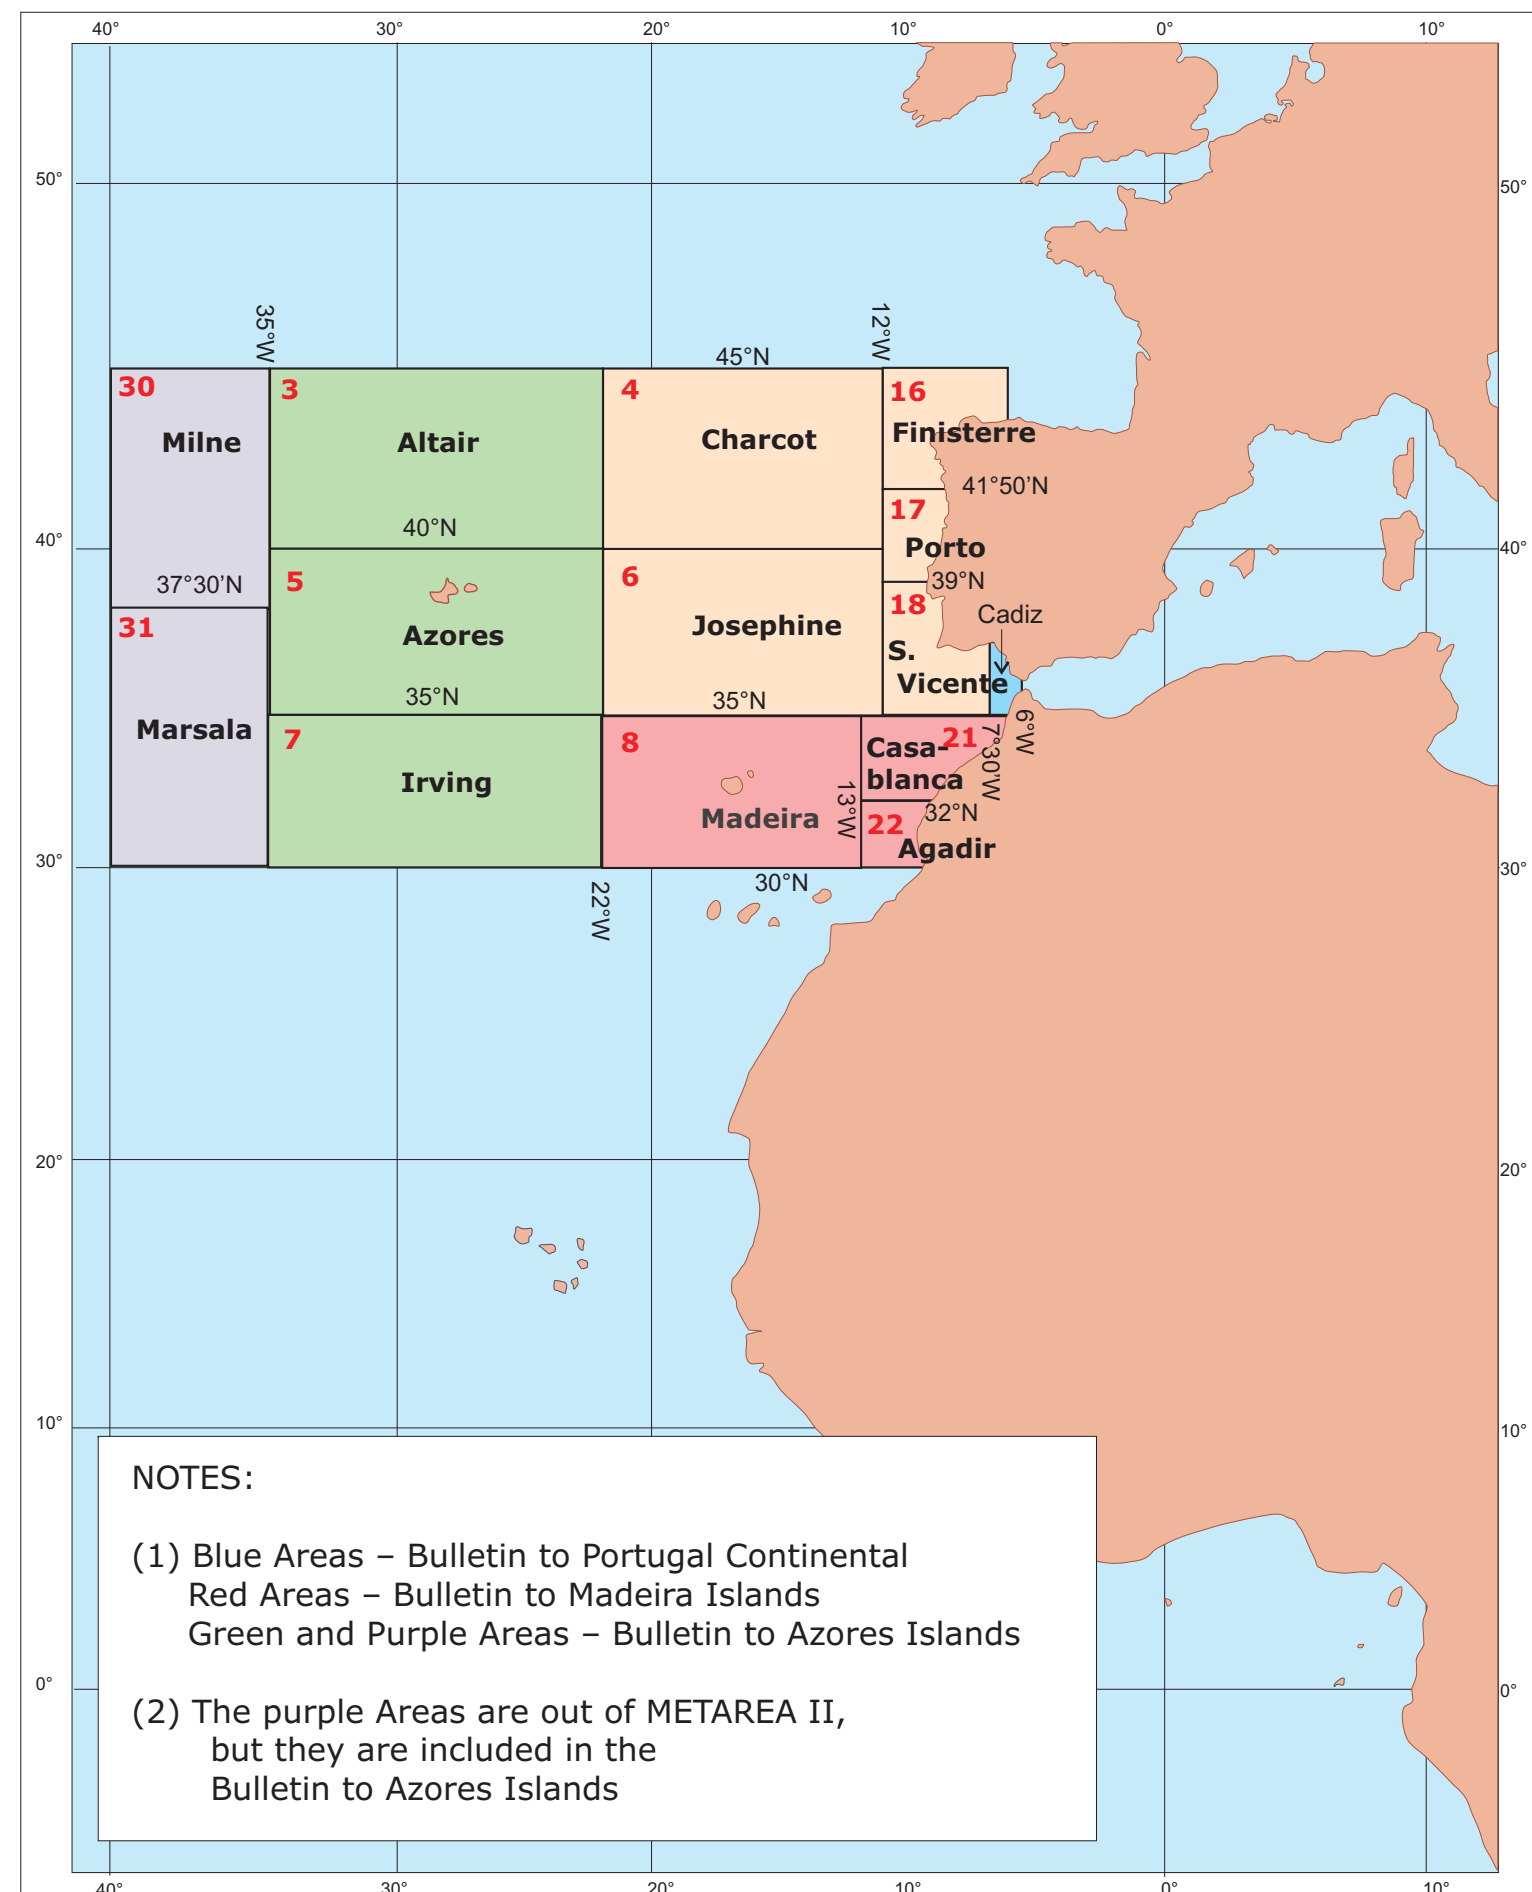 40° 30° 20° 10° 0° 10°
50° 50°
35°W 12°W
45°N
30 3 4 16
Milne Altair Charcot Finisterre
41°50’N
17
40°N
Porto
40° 40°
37°30’N 5 6 39°N
31 18
Azores Josephine Cadiz
S.
Vicente
35°N 35°N
Marsala 7 8 21 6°W
Casa-
blanca
7°30’W
Irving 13°W
Madeira 22 32°N
Agadir
30° 30°
30°N
22°W
20° 20°
10° 10°
NOTES:
(1) Blue Areas – Bulletin to Portugal Continental
Red Areas – Bulletin to Madeira Islands
Green and Purple Areas – Bulletin to Azores Islands
0° 0°
(2) The purple Areas are out of METAREA II,
but they are included in the
Bulletin to Azores Islands
40° 30° 20° 10° 0° 10°